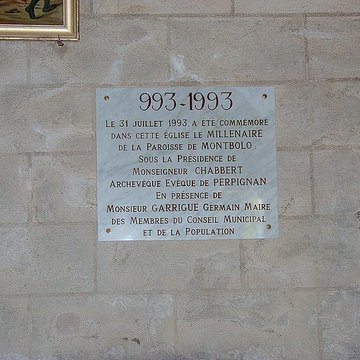 993-1993
Le 31 Juillet 1993 a été commémoré
dans cette église le MILLENAIRE
de la Paroisse de MONTBOLO
Sous la Présidence de
Monseigneur CHABBERT
Archevêque Evêque de PERPIGNAN
En présence de
Monsieur GARRIGUE Germain, Maire
des Membres du Conseil Municipal
et de la Population